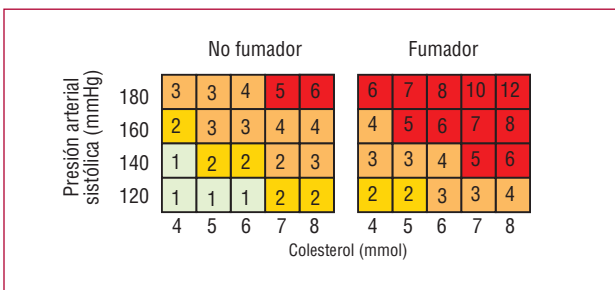 No fumador Fumador
Presión arterial
sistólica (mmHg)
180 3 3 4 5 6 6 7 8 10 12
160 2 3 3 4 4 4 5 6 7 8
140 1 2 2 2 3 3 3 4 5 6
120 1 1 1 2 2 2 2 3 3 4
4 5 6 7 8 4 5 6 7 8
Colesterol (mmol)